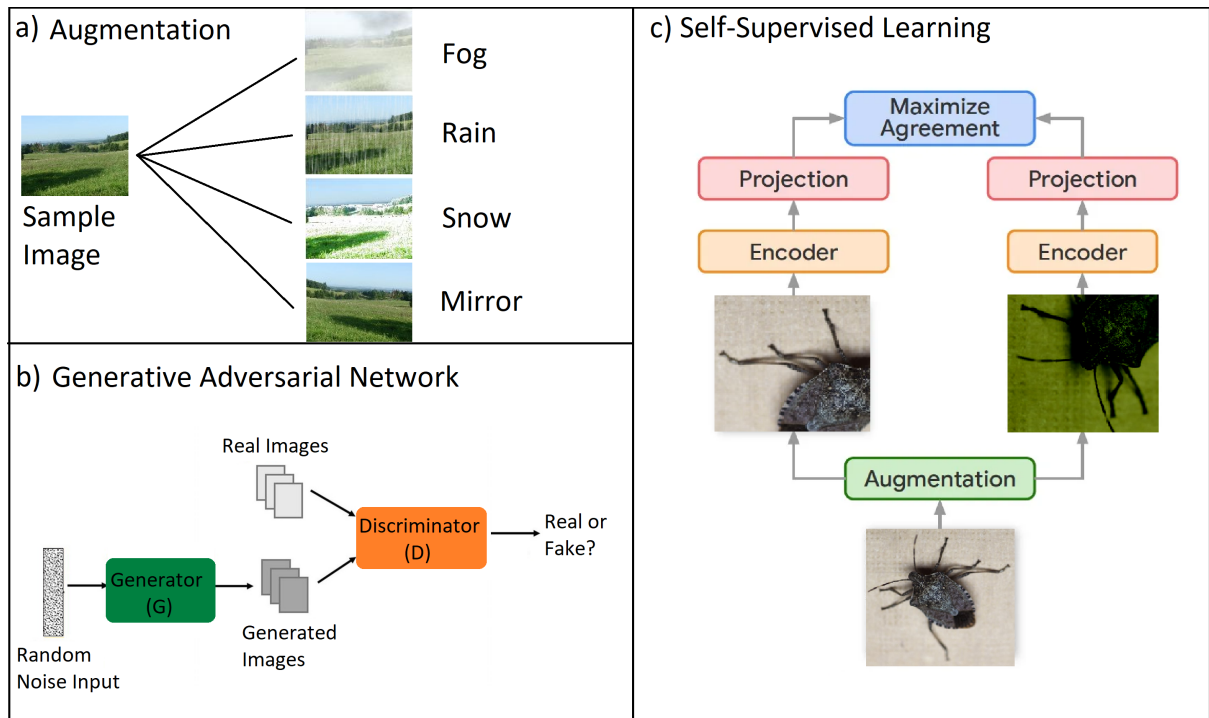 a) Augmentation
Sample
Image
Fog
Rain
Snow
Mirror
b) Generative Adversarial Network
Real Images
Random
Noise Input
Generator
(G)
Generated
Images
Discriminator
(D)
Real or
Fake?
c) Self-Supervised Learning
Maximize
Agreement
Projection
Projection
Encoder
Encoder
Augmentation